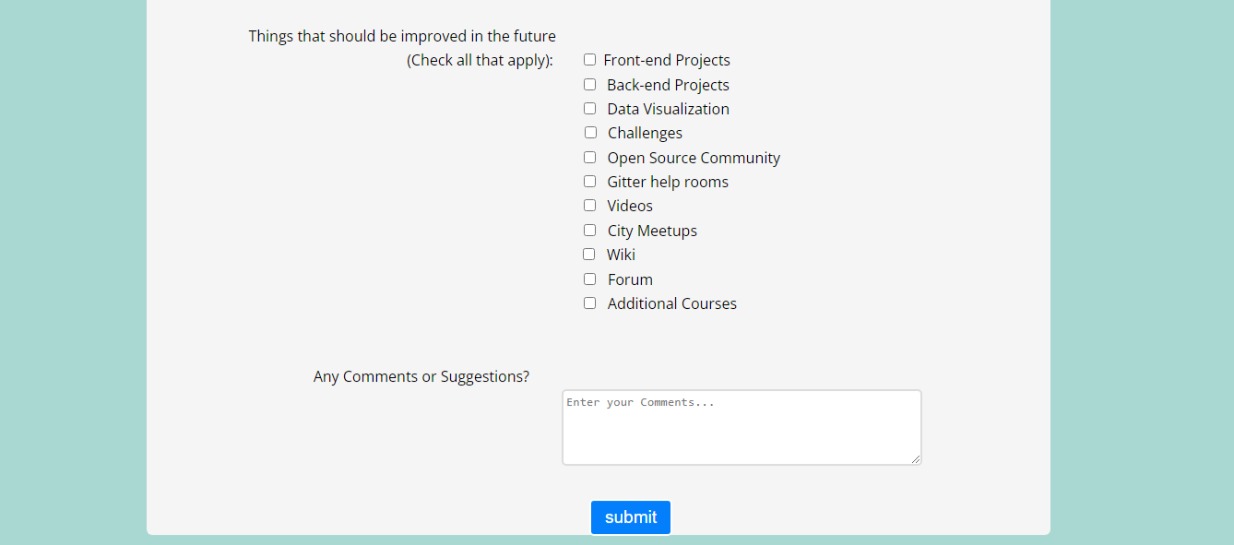 Things that should be improved in the future
(Check all that apply):
Front-end Projects
Back-end Projects
Data Visualization
Challenges
Open Source Community
Gitter help rooms
Videos
City Meetups
Wiki
Forum
Additional Courses
Any Comments or Suggestions?
Enter your Comments...
submit